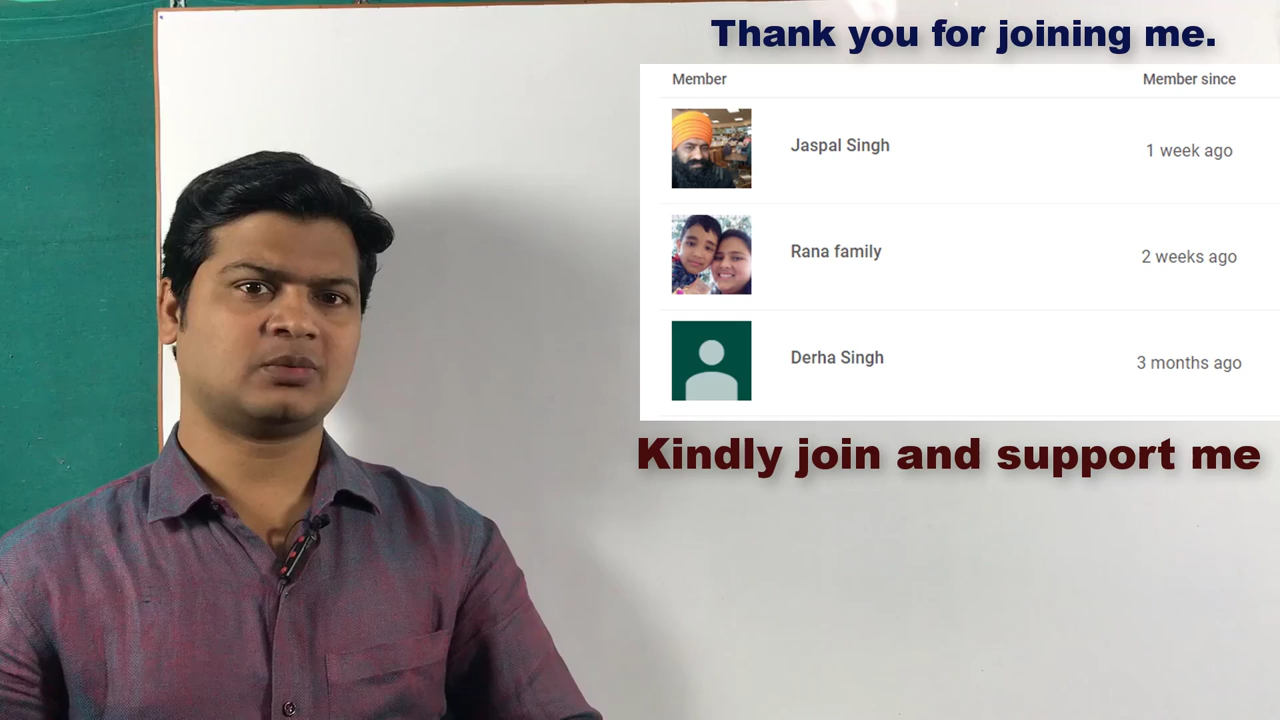 Thank you for joining me.
Member Member since
Jaspal Singh 1 week ago
Rana family 2 weeks ago
Derha Singh 3 months ago
Kindly join and support me